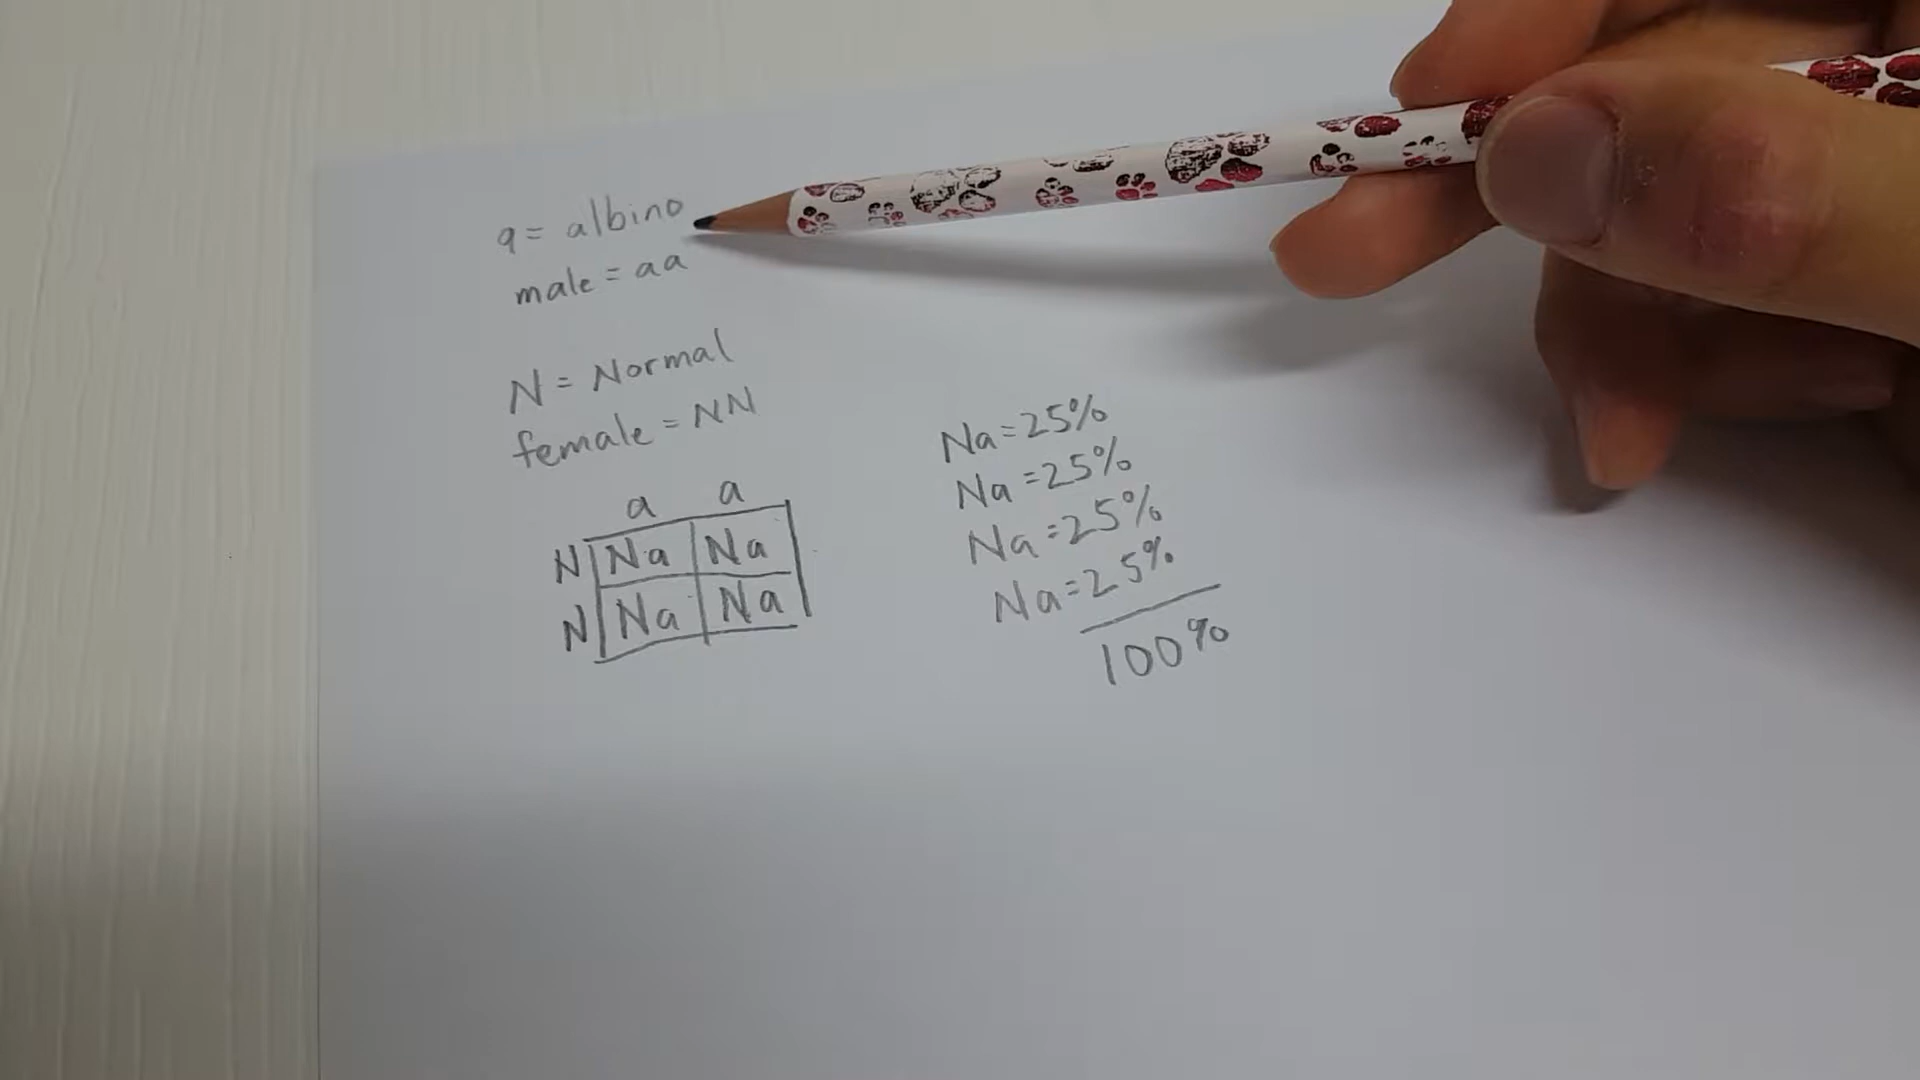 a = albino
male = aa
N = Normal
female = NN
a a
N Na Na
N Na Na
Na = 25%
Na = 25%
Na = 25%
Na = 25%
100%